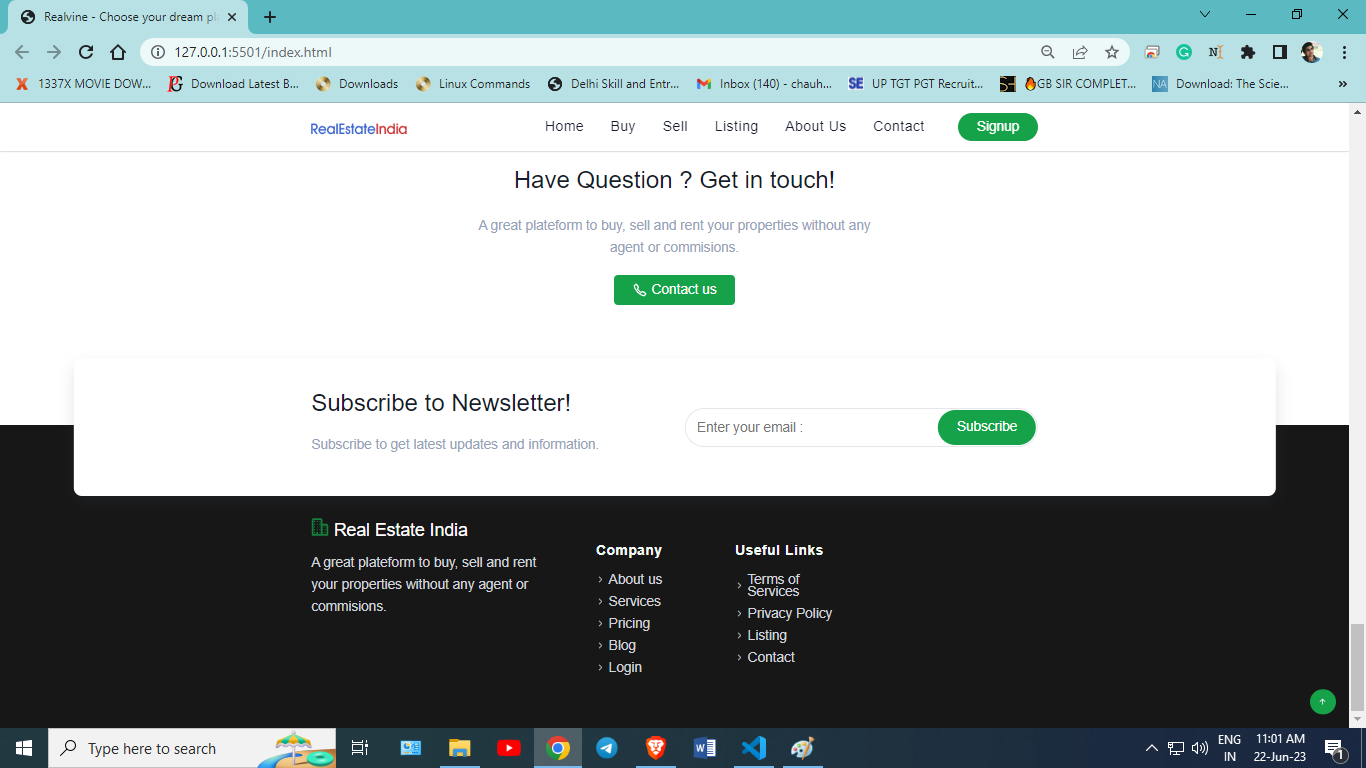 Realvine - Choose your dream pl
127.0.0.1:5501/index.html
1337X MOVIE DOW... Download Latest B... Downloads Linux Commands Delhi Skill and Entr... Inbox (140) - chauh... SE UP TGT PGT Recruit... GB SIR COMPLET... NA Download: The Scie... »
RealEstateIndia Home Buy Sell Listing About Us Contact Signup
Have Question ? Get in touch!
A great plateform to buy, sell and rent your properties without any
agent or commisions.
Contact us
Subscribe to Newsletter!
Subscribe to get latest updates and information.
Enter your email : Subscribe
Real Estate India
A great plateform to buy, sell and rent
your properties without any agent or
commisions.
Company
About us
Services
Pricing
Blog
Login
Useful Links
Terms of
Services
Privacy Policy
Listing
Contact
Type here to search
ENG
IN
11:01 AM
22-Jun-23
1